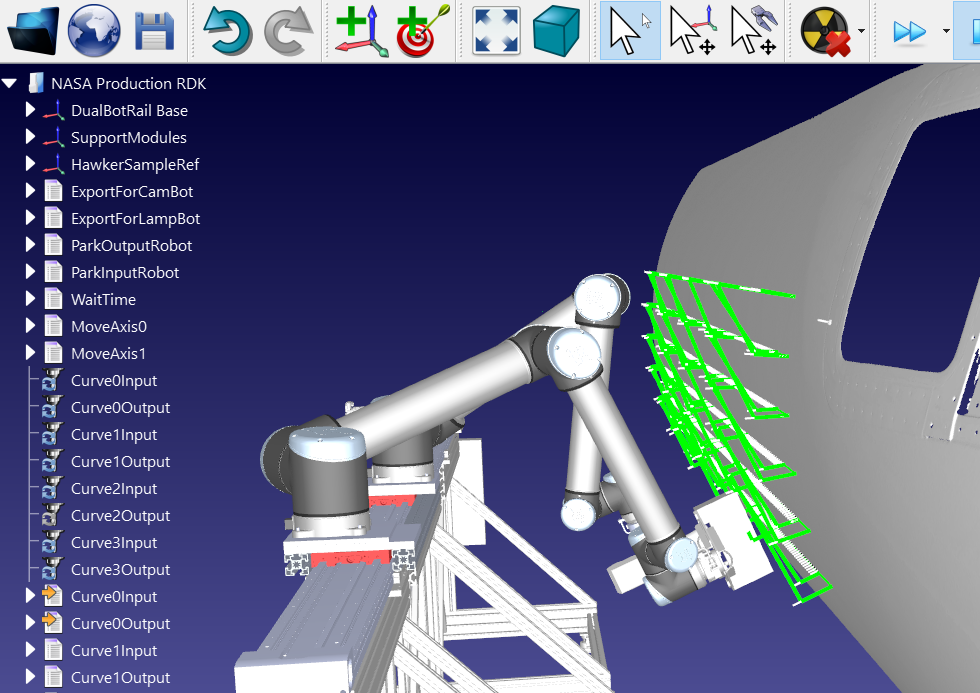 NASA Production RDK
DualBotRail Base
SupportModules
HawkerSampleRef
ExportForCamBot
ExportForLampBot
ParkOutputRobot
ParkInputRobot
WaitTime
MoveAxis0
MoveAxis1
Curve0Input
Curve0Output
Curve1Input
Curve1Output
Curve2Input
Curve2Output
Curve3Input
Curve3Output
Curve0Input
Curve0Output
Curve1Input
Curve1Output